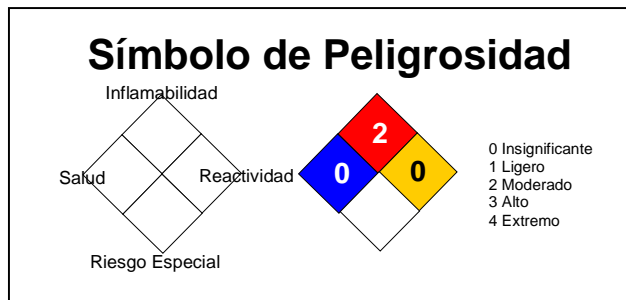 Símbolo de Peligrosidad
Inflamabilidad
Salud
Reactividad
Riesgo Especial
2
0
0
0 Insignificante
1 Ligero
2 Moderado
3 Alto
4 Extremo